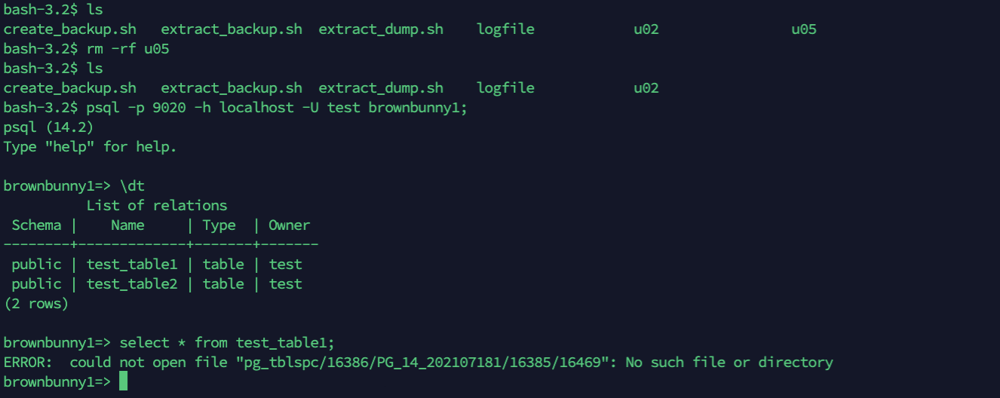 bash-3.2$ ls
create_backup.sh   extract_backup.sh  extract_dump.sh    logfile            u02                u05
bash-3.2$ rm -rf u05
bash-3.2$ ls
create_backup.sh   extract_backup.sh  extract_dump.sh    logfile            u02
bash-3.2$ psql -p 9020 -h localhost -U test brownbunny1;
psql (14.2)
Type "help" for help.

brownbunny1=> \dt
          List of relations
 Schema |    Name     | Type  | Owner
--------+-------------+-------+-------
 public | test_table1 | table | test
 public | test_table2 | table | test
(2 rows)

brownbunny1=> select * from test_table1;
ERROR:  could not open file "pg_tblspc/16386/PG_14_202107181/16385/16469": No such file or directory
brownbunny1=>